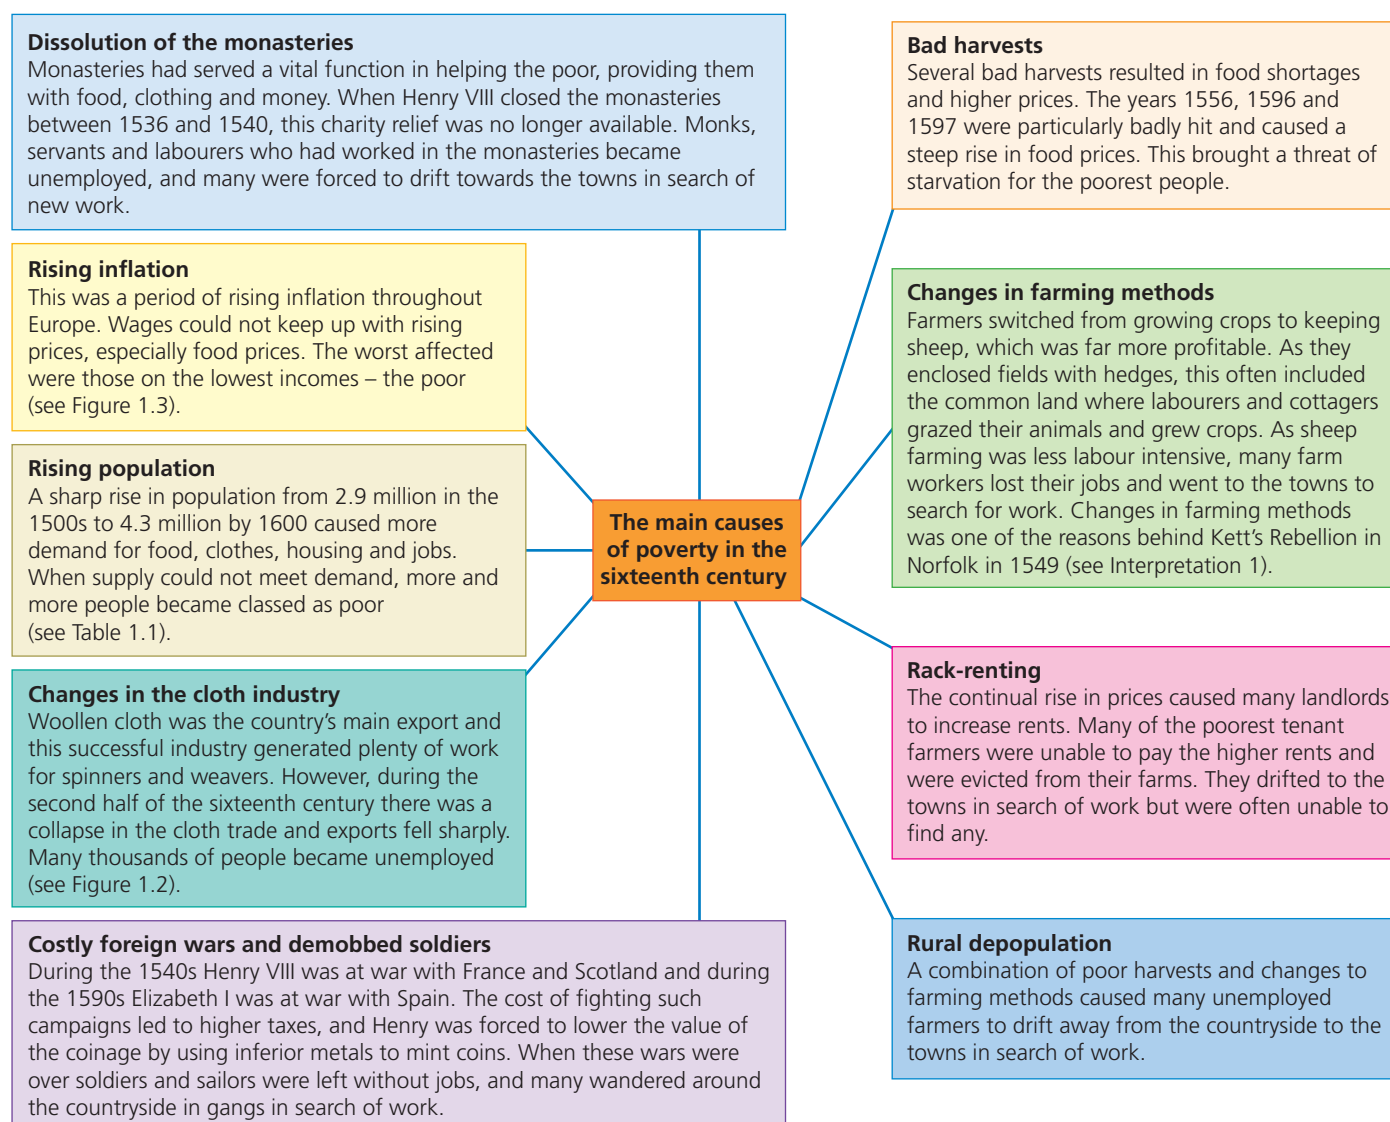 Dissolution of the monasteries
Monasteries had served a vital function in helping the poor, providing them
with food, clothing and money. When Henry VIII closed the monasteries
between 1536 and 1540, this charity relief was no longer available. Monks,
servants and labourers who had worked in the monasteries became
unemployed, and many were forced to drift towards the towns in search of
new work.
Rising inflation
This was a period of rising inflation throughout
Europe. Wages could not keep up with rising
prices, especially food prices. The worst affected
were those on the lowest incomes – the poor
(see Figure 1.3).
Rising population
A sharp rise in population from 2.9 million in the
1500s to 4.3 million by 1600 caused more
demand for food, clothes, housing and jobs.
When supply could not meet demand, more and
more people became classed as poor
(see Table 1.1).
Changes in the cloth industry
Woollen cloth was the country's main export and
this successful industry generated plenty of work
for spinners and weavers. However, during the
second half of the sixteenth century there was a
collapse in the cloth trade and exports fell sharply.
Many thousands of people became unemployed
(see Figure 1.2).
Costly foreign wars and demobbed soldiers
During the 1540s Henry VIII was at war with France and Scotland and during
the 1590s Elizabeth I was at war with Spain. The cost of fighting such
campaigns led to higher taxes, and Henry was forced to lower the value of
the coinage by using inferior metals to mint coins. When these wars were
over soldiers and sailors were left without jobs, and many wandered around
the countryside in gangs in search of work.
The main causes
of poverty in the
sixteenth century
Bad harvests
Several bad harvests resulted in food shortages
and higher prices. The years 1556, 1596 and
1597 were particularly badly hit and caused a
steep rise in food prices. This brought a threat of
starvation for the poorest people.
Changes in farming methods
Farmers switched from growing crops to keeping
sheep, which was far more profitable. As they
enclosed fields with hedges, this often included
the common land where labourers and cottagers
grazed their animals and grew crops. As sheep
farming was less labour intensive, many farm
workers lost their jobs and went to the towns to
search for work. Changes in farming methods
was one of the reasons behind Kett's Rebellion in
Norfolk in 1549 (see Interpretation 1).
Rack-renting
The continual rise in prices caused many landlords
to increase rents. Many of the poorest tenant
farmers were unable to pay the higher rents and
were evicted from their farms. They drifted to the
towns in search of work but were often unable to
find any.
Rural depopulation
A combination of poor harvests and changes to
farming methods caused many unemployed
farmers to drift away from the countryside to the
towns in search of work.